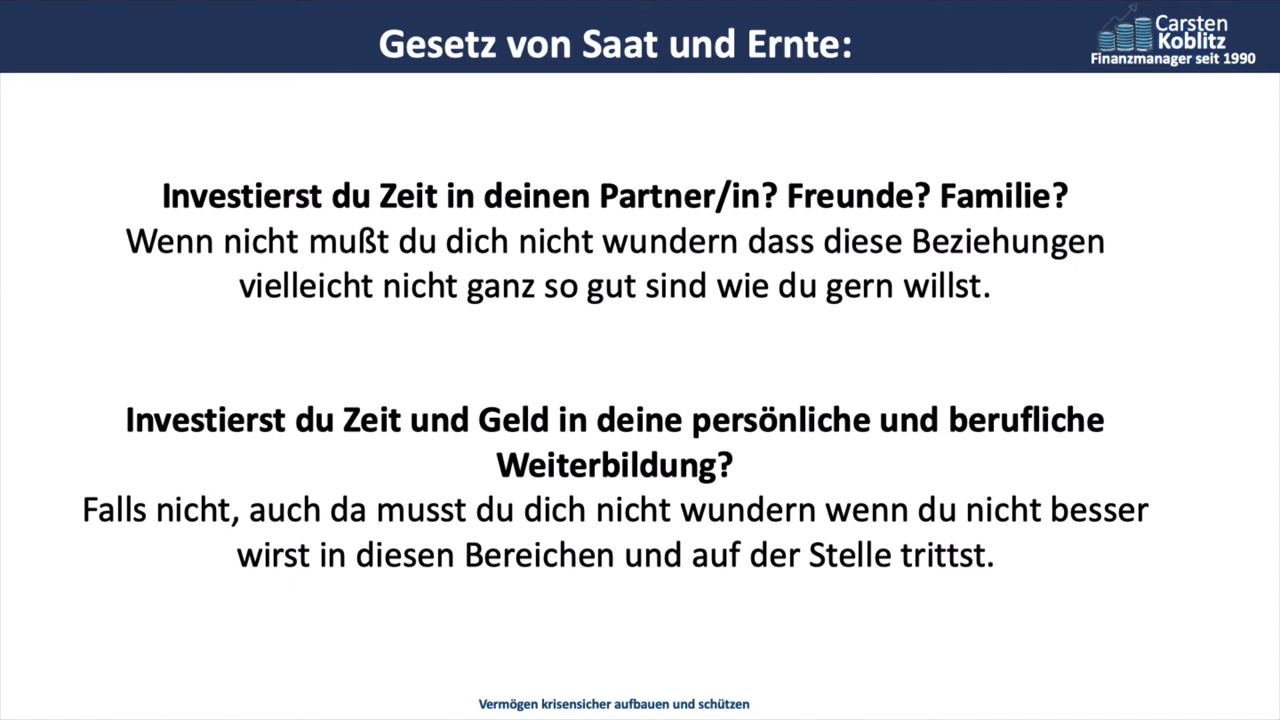 Gesetz von Saat und Ernte:
Carsten
Koblitz
Finanzmanager seit 1990
Investierst du Zeit in deinen Partner/in? Freunde? Familie?
Wenn nicht mußt du dich nicht wundern dass diese Beziehungen
vielleicht nicht ganz so gut sind wie du gern willst.
Investierst du Zeit und Geld in deine persönliche und berufliche
Weiterbildung?
Falls nicht, auch da musst du dich nicht wundern wenn du nicht besser
wirst in diesen Bereichen und auf der Stelle trittst.
Vermögen krisensicher aufbauen und schützen